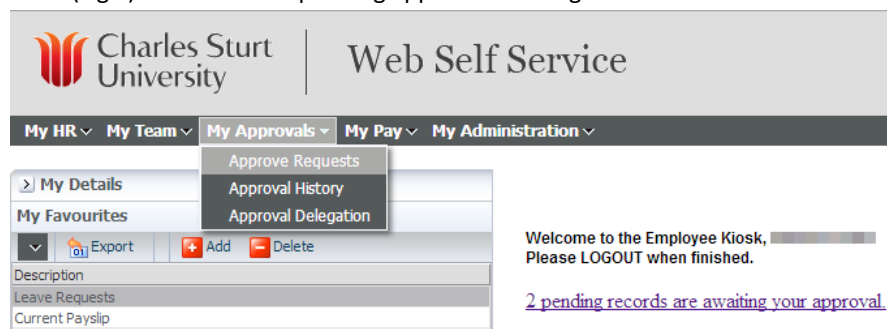 Charles Sturt
University
Web Self Service
My HR My Team My Approvals My Pay My Administration
Approve Requests
Approval History
Approval Delegation
My Details
My Favourites
Export Add Delete
Description
Leave Requests
Current Payslip
Welcome to the Employee Kiosk,
Please LOGOUT when finished.
2 pending records are awaiting your approval.